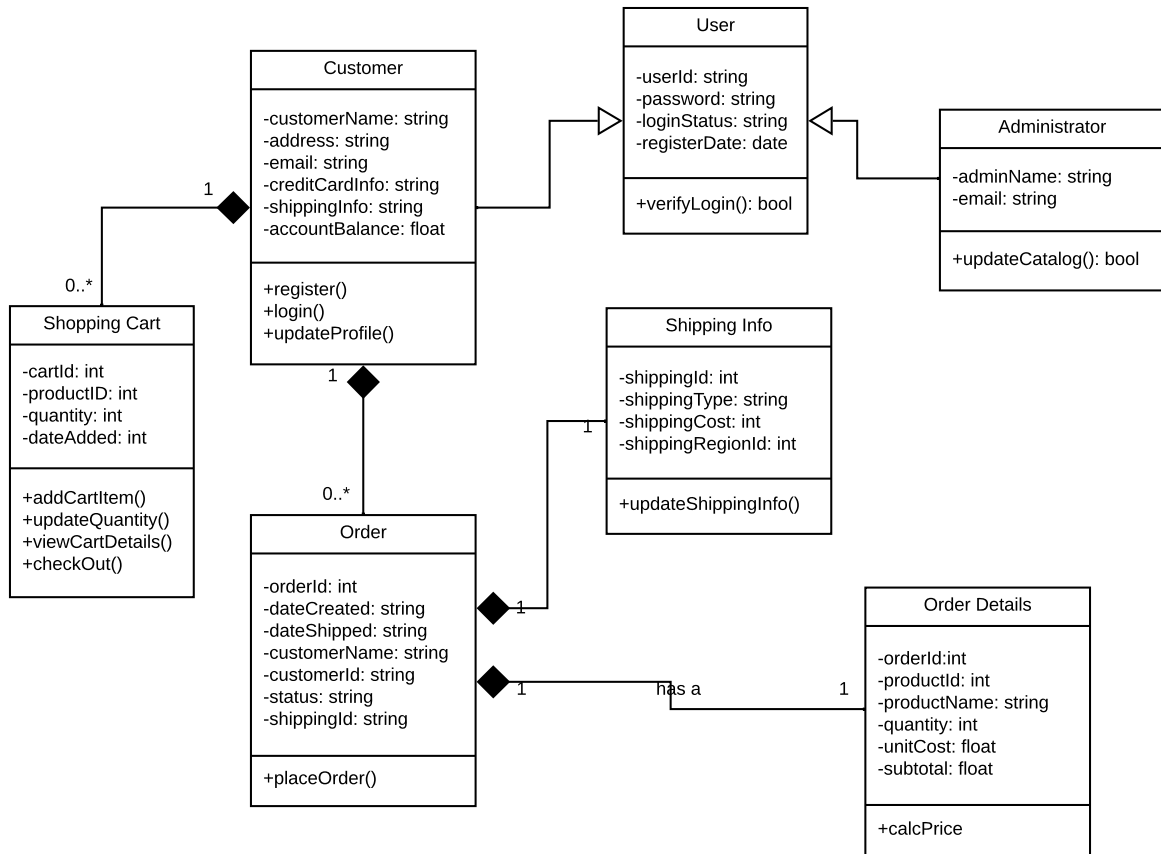 User
-userId: string
-password: string
-loginStatus: string
-registerDate: date
+verifyLogin(): bool
Customer
-customerName: string
-address: string
-email: string
-creditCardInfo: string
-shippingInfo: string
-accountBalance: float
+register()
+login()
+updateProfile()
Administrator
-adminName: string
-email: string
+updateCatalog(): bool
1
0..*
Shopping Cart
-cartId: int
-productID: int
-quantity: int
-dateAdded: int
+addCartItem()
+updateQuantity()
+viewCartDetails()
+checkOut()
1
0..*
Shipping Info
-shippingId: int
-shippingType: string
-shippingCost: int
-shippingRegionId: int
+updateShippingInfo()
1
1
Order
-orderId: int
-dateCreated: string
-dateShipped: string
-customerName: string
-customerId: string
-status: string
-shippingId: string
+placeOrder()
1
has a
1
Order Details
-orderId:int
-productId: int
-productName: string
-quantity: int
-unitCost: float
-subtotal: float
+calcPrice